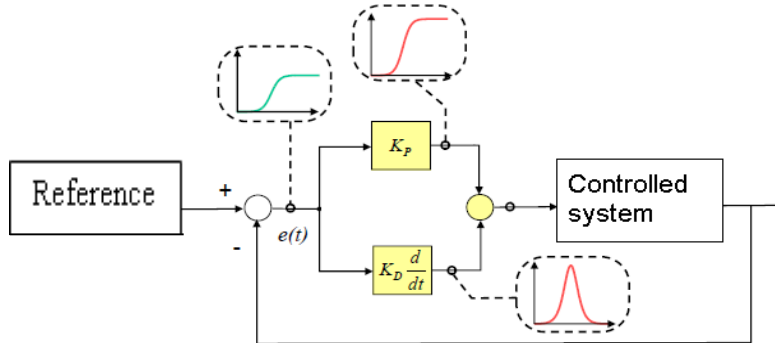 Reference
+
-
e(t)
K_P
K_D d/dt
Controlled
system